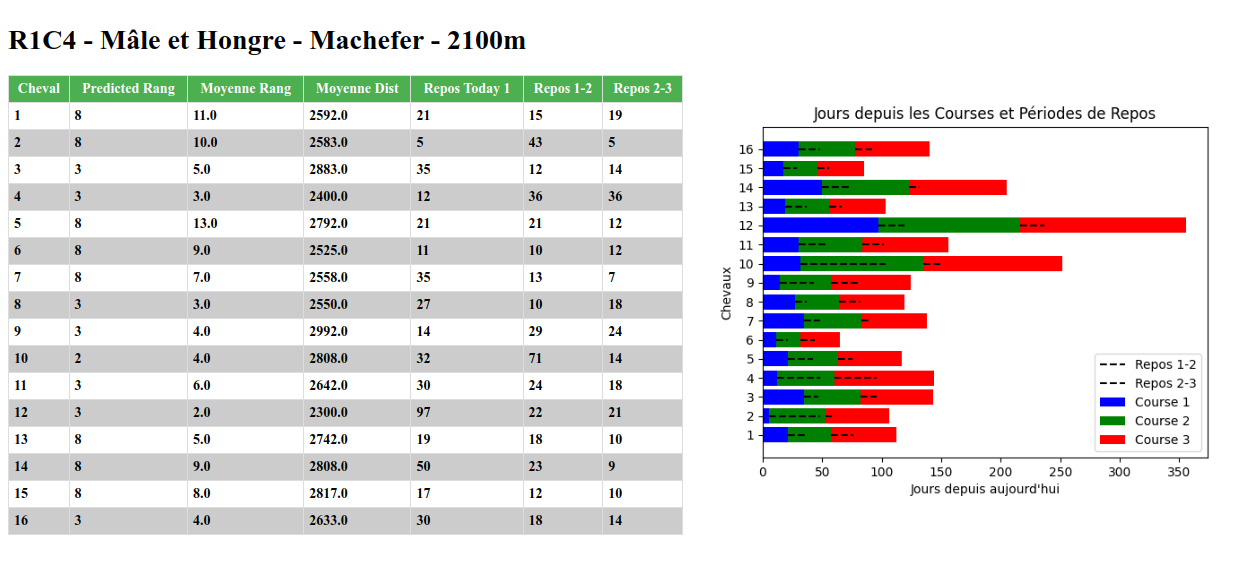 R1C4 - Mâle et Hongre - Machefer - 2100m
Cheval Predicted Rang Moyenne Rang Moyenne Dist Repos Today 1 Repos 1-2 Repos 2-3
1 8 11.0 2592.0 21 15 19
2 8 10.0 2583.0 5 43 5
3 3 5.0 2883.0 35 12 14
4 3 3.0 2400.0 12 36 36
5 8 13.0 2792.0 21 21 12
6 8 9.0 2525.0 11 10 12
7 8 7.0 2558.0 35 13 7
8 3 3.0 2550.0 27 10 18
9 3 4.0 2992.0 14 29 24
10 2 4.0 2808.0 32 71 14
11 3 6.0 2642.0 30 24 18
12 3 2.0 2300.0 97 22 21
13 8 5.0 2742.0 19 18 10
14 8 9.0 2808.0 50 23 9
15 8 8.0 2817.0 17 12 10
16 3 4.0 2633.0 30 18 14
Jours depuis les Courses et Périodes de Repos
Chevaux
16
15
14
13
12
11
10
9
8
7
6
5
4
3
2
1
Repos 1-2
Repos 2-3
Course 1
Course 2
Course 3
0 50 100 150 200 250 300 350
Jours depuis aujourd'hui